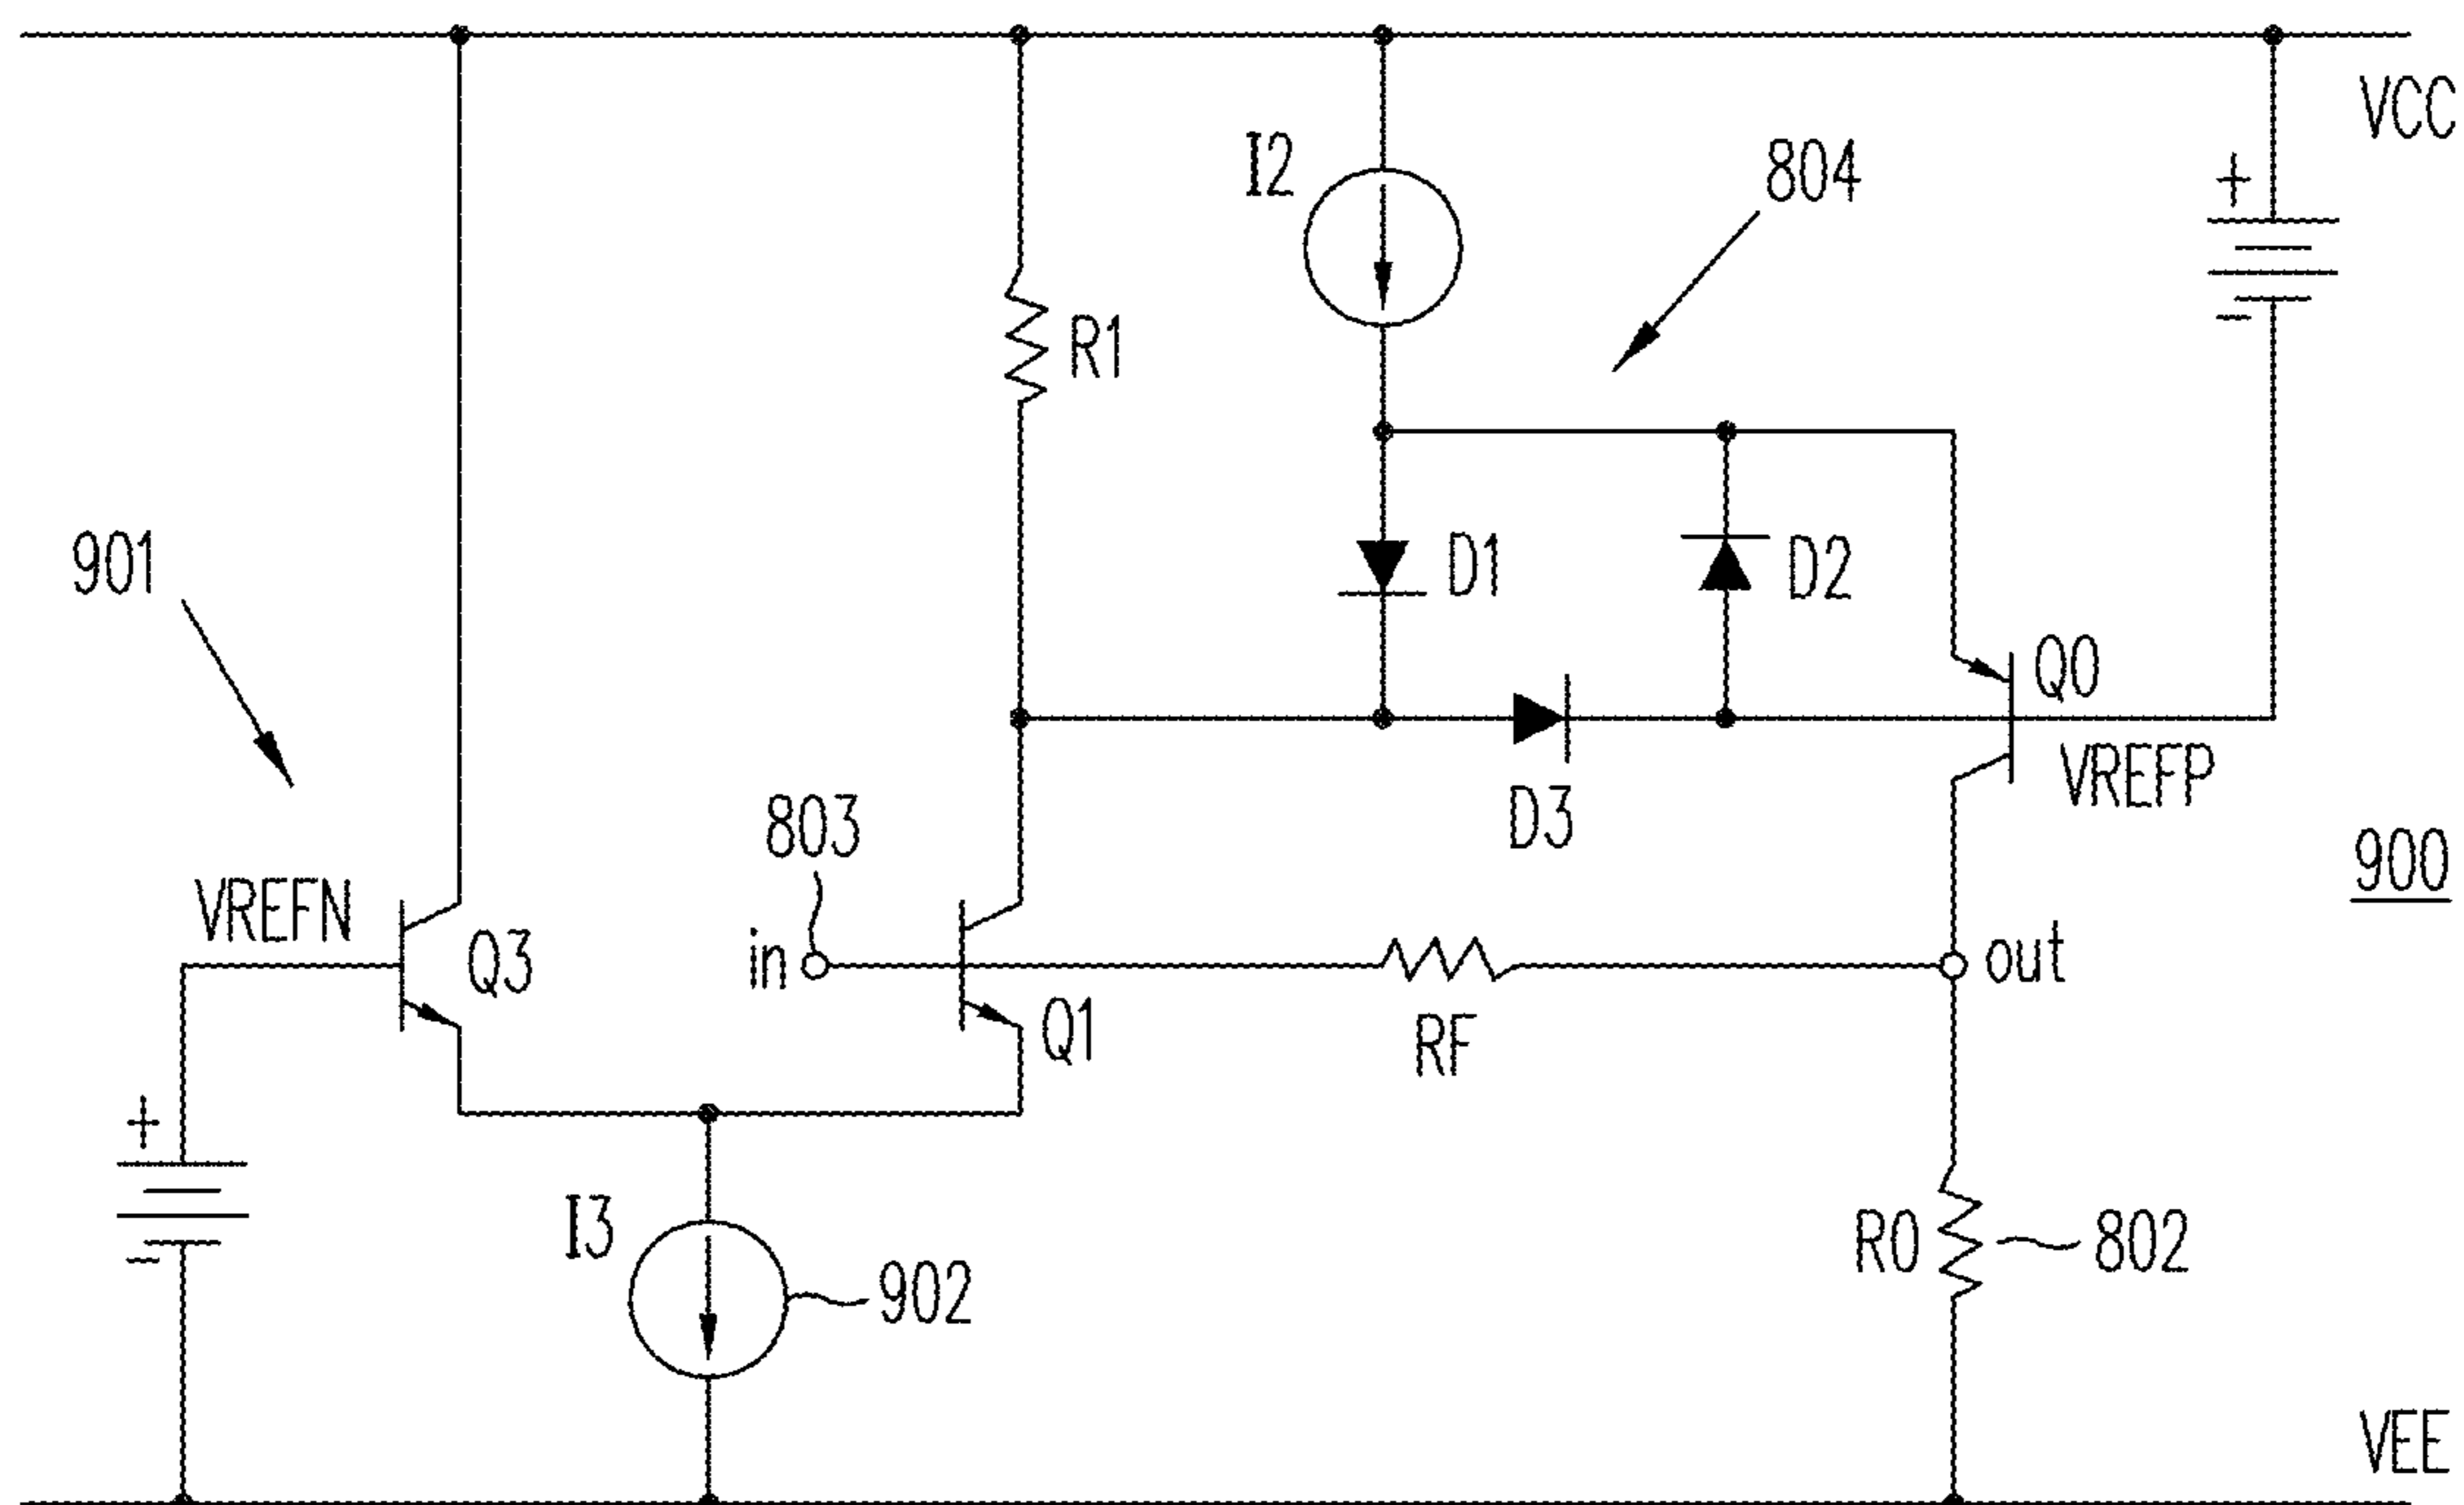 VCC
I2
804
+
R1
-
901
D1
D2
Q0
VREFP
803
D3
900
VREFN
Q3
in
out
Q1
RF
+
I3
902
R0
802
-
VEE